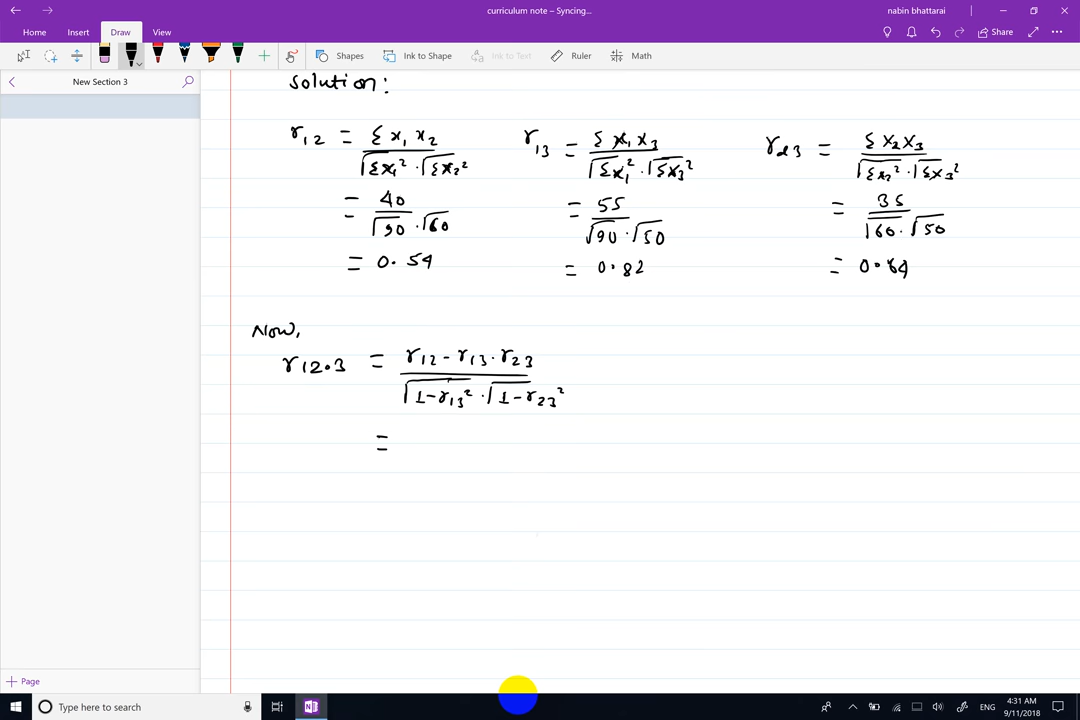 curriculum note – Syncing...
nabin bhattarai
Home Insert Draw View
Share
Shapes Ink to Shape Ink to Text Ruler Math
New Section 3
Solution:
r12 = Σx₁x₂ / √Σx₁² · √Σx₂²
= 40 / √90 · √60
= 0.54
r13 = Σx₁x₃ / √Σx₁² · √Σx₃²
= 55 / √90 · √50
= 0.82
r23 = Σx₂x₃ / √Σx₂² · √Σx₃²
= 35 / √60 · √50
= 0.64
Now,
r12.3 = r12 - r13 · r23 / √1-r13² · √1-r23²
=
+ Page
Type here to search
ENG
4:31 AM
9/11/2018